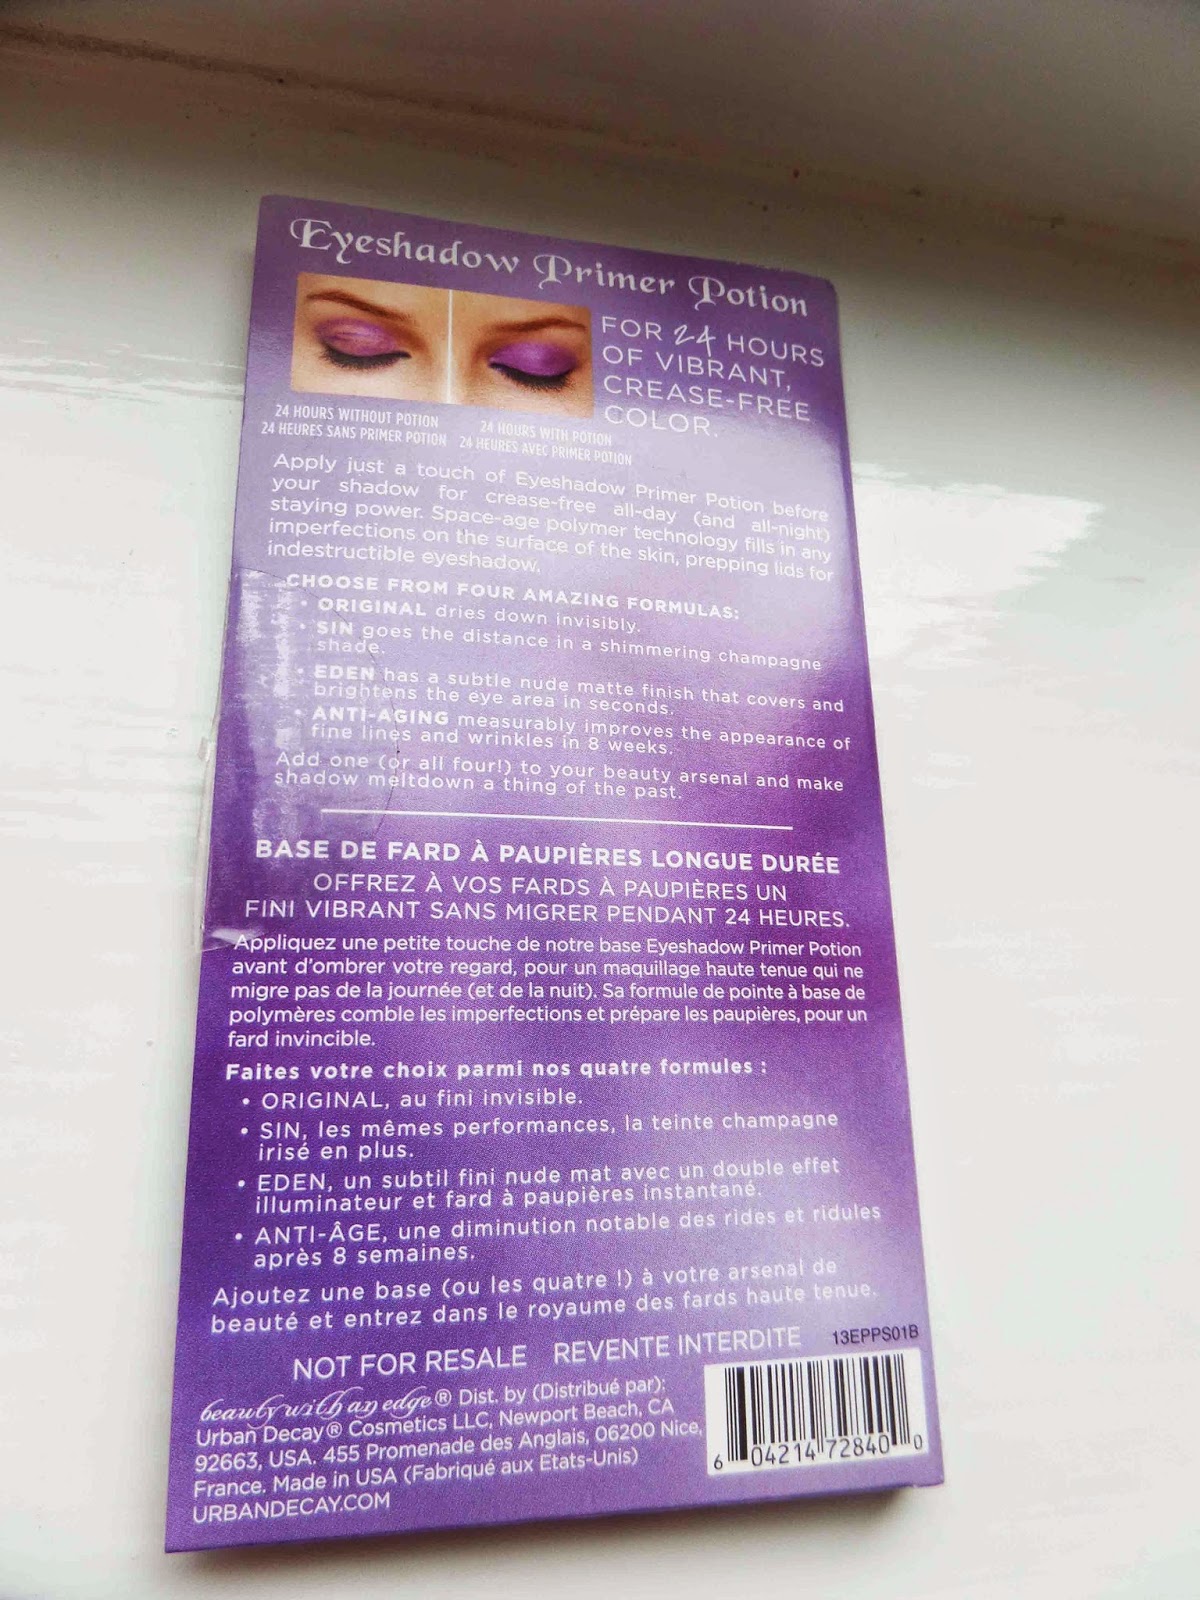 Eyeshadow Primer Potion
FOR 24 HOURS
OF VIBRANT,
CREASE-FREE
COLOR.
24 HOURS WITHOUT POTION
24 HEURES SANS PRIMER POTION
24 HOURS WITH POTION
24 HEURES AVEC PRIMER POTION
Apply just a touch of Eyeshadow Primer Potion before
your shadow for crease-free all-day (and all-night)
staying power. Space-age polymer technology fills in any
imperfections on the surface of the skin, prepping lids for
indestructible eyeshadow.
CHOOSE FROM FOUR AMAZING FORMULAS:
• ORIGINAL dries down invisibly.
• SIN goes the distance in a shimmering champagne
shade.
• EDEN has a subtle nude matte finish that covers and
brightens the eye area in seconds.
• ANTI-AGING measurably improves the appearance of
fine lines and wrinkles in 8 weeks.
Add one (or all four!) to your beauty arsenal and make
shadow meltdown a thing of the past.
BASE DE FARD À PAUPIÈRES LONGUE DURÉE
OFFREZ À VOS FARDS À PAUPIÈRES UN
FINI VIBRANT SANS MIGRER PENDANT 24 HEURES.
Appliquez une petite touche de notre base Eyeshadow Primer Potion
avant d'ombrer votre regard, pour un maquillage haute tenue qui ne
migre pas de la journée (et de la nuit). Sa formule de pointe à base de
polymères comble les imperfections et prépare les paupières, pour un
fard invincible.
Faites votre choix parmi nos quatre formules :
• ORIGINAL, au fini invisible.
• SIN, les mêmes performances, la teinte champagne
irisé en plus.
• EDEN, un subtil fini nude mat avec un double effet
illuminateur et fard à paupières instantané.
• ANTI-ÂGE, une diminution notable des rides et ridules
après 8 semaines.
Ajoutez une base (ou les quatre !) à votre arsenal de
beauté et entrez dans le royaume des fards haute tenue.
NOT FOR RESALE REVENTE INTERDITE
13EPPS01B
beauty with an edge® Dist. by (Distribué par):
Urban Decay® Cosmetics LLC, Newport Beach, CA
92663, USA. 455 Promenade des Anglais, 06200 Nice,
France. Made in USA (Fabriqué aux Etats-Unis)
URBANDECAY.COM
6 04214 72840 0